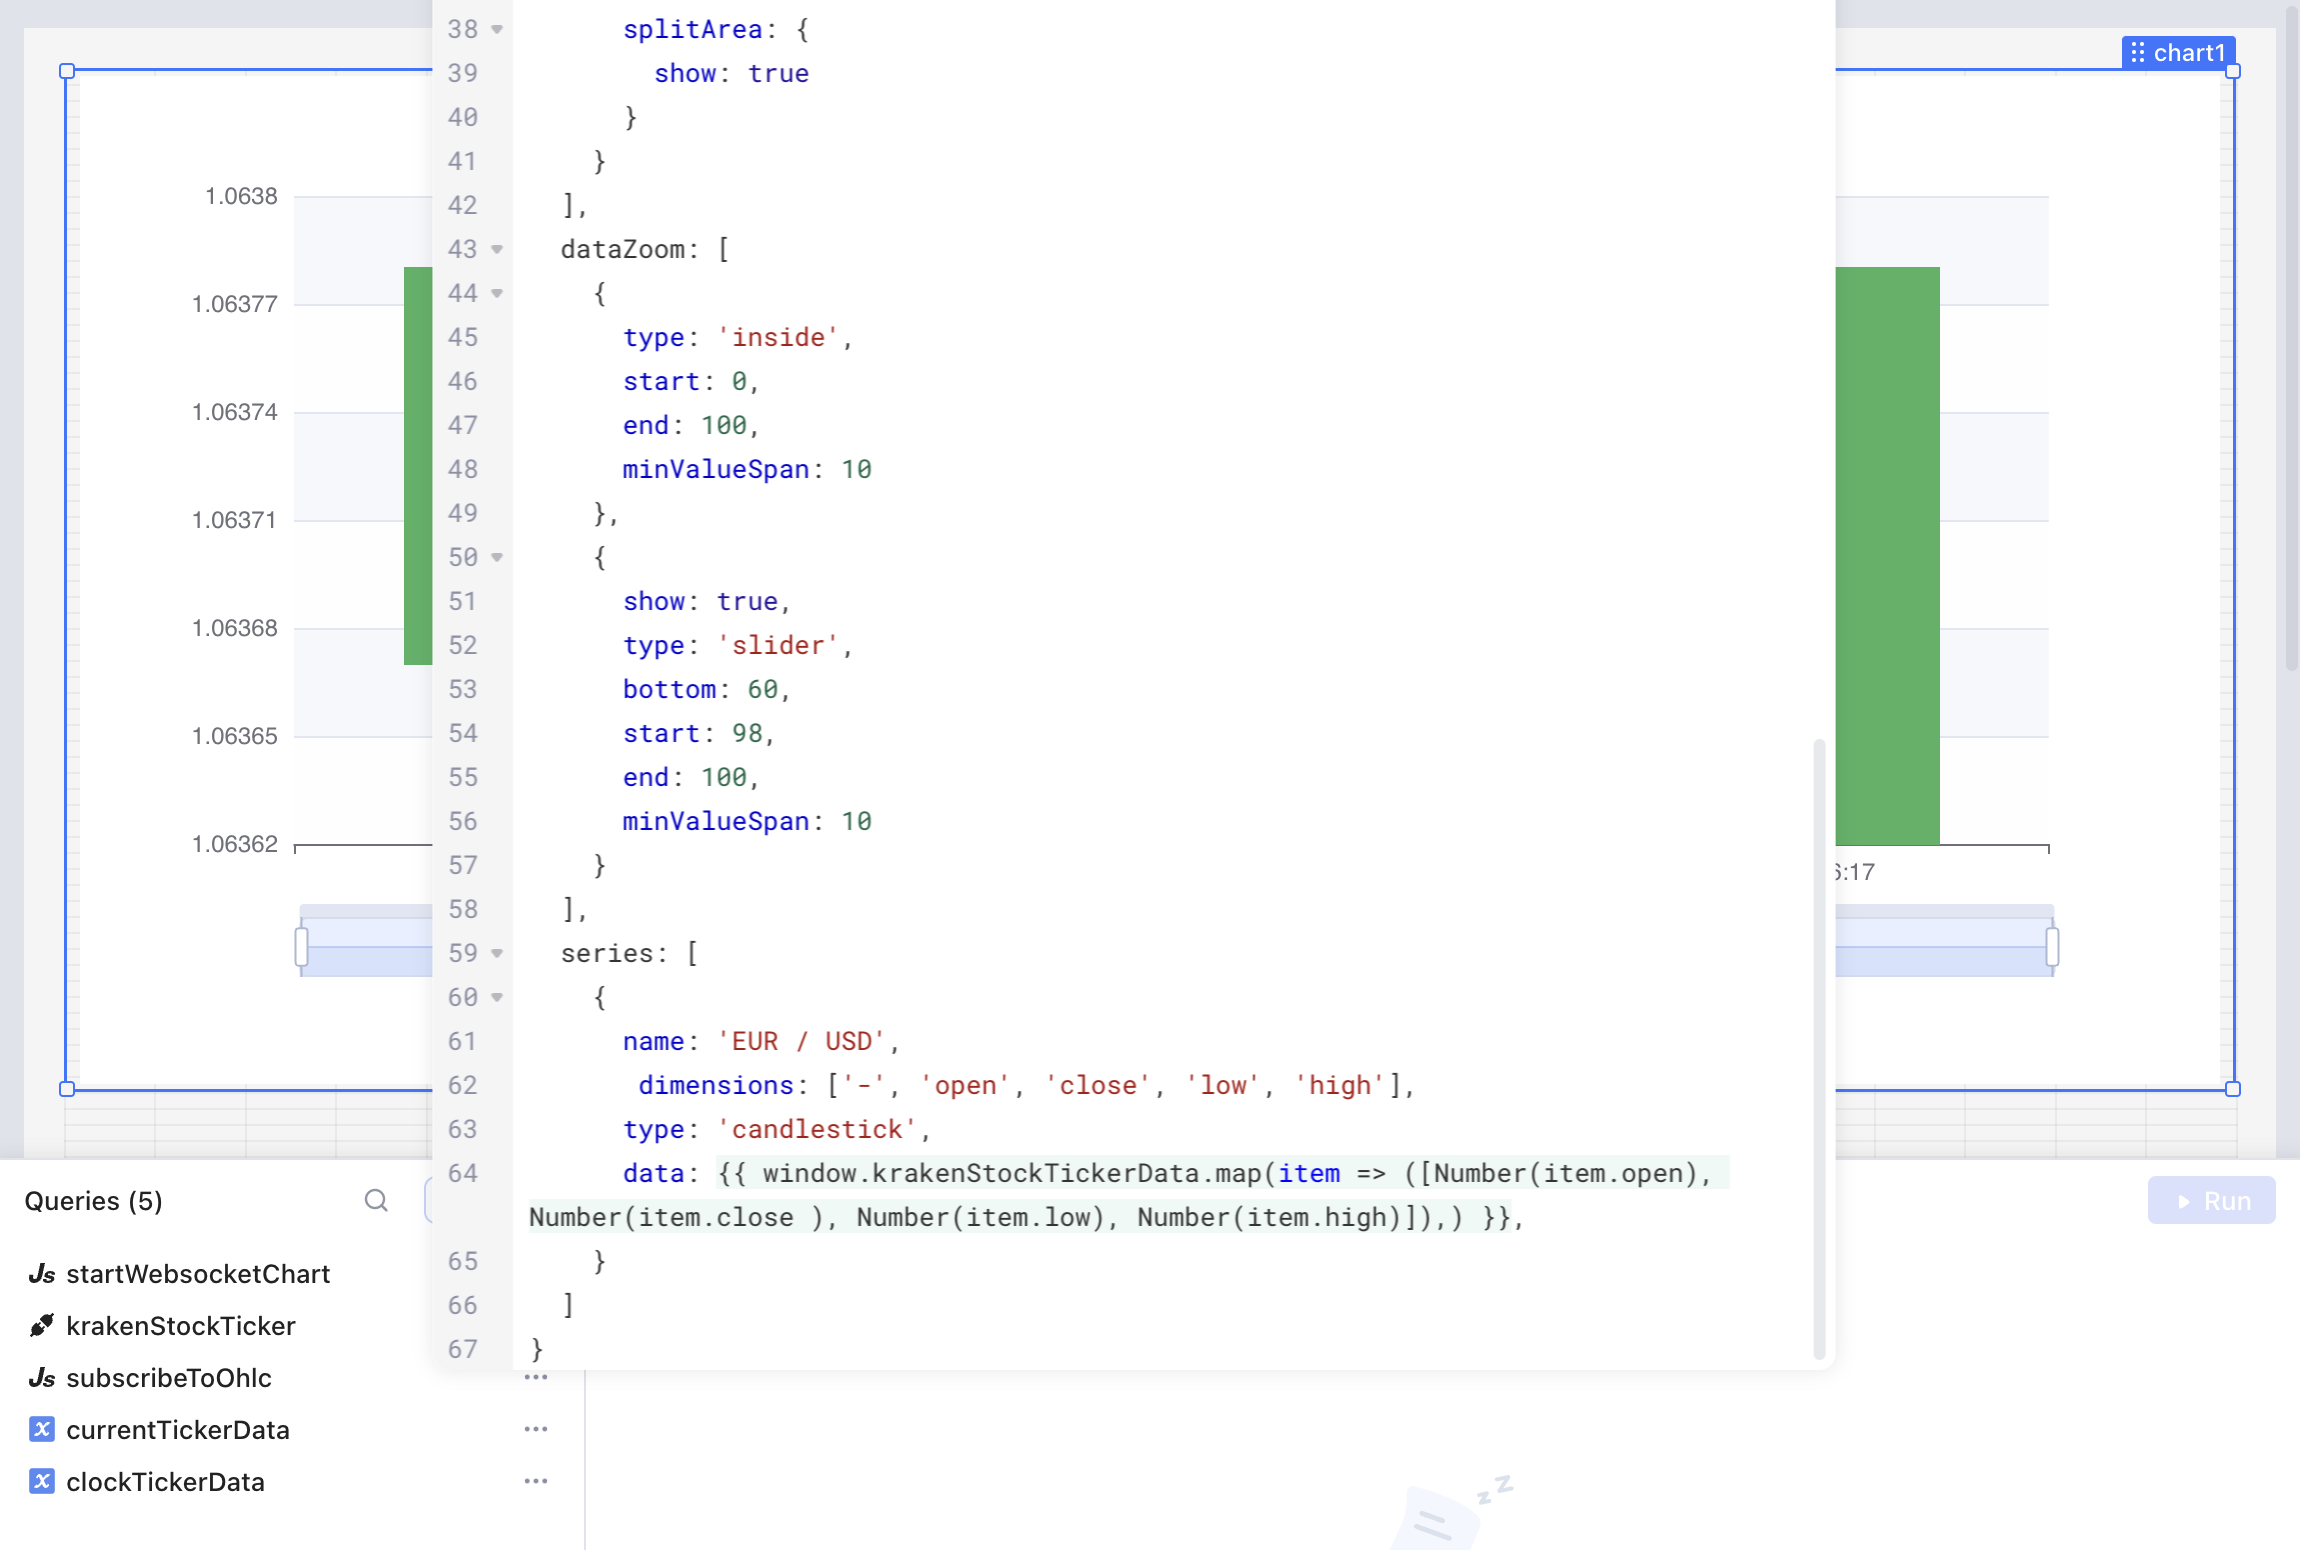 chart1
1.0638
1.06377
1.06374
1.06371
1.06368
1.06365
1.06362
6:17
38 splitArea: {
39 show: true
40 }
41 }
42 ],
43 dataZoom: [
44 {
45 type: 'inside',
46 start: 0,
47 end: 100,
48 minValueSpan: 10
49 },
50 {
51 show: true,
52 type: 'slider',
53 bottom: 60,
54 start: 98,
55 end: 100,
56 minValueSpan: 10
57 }
58 ],
59 series: [
60 {
61 name: 'EUR / USD',
62 dimensions: ['-', 'open', 'close', 'low', 'high'],
63 type: 'candlestick',
64 data: {{ window.krakenStockTickerData.map(item => ([Number(item.open),
Number(item.close ), Number(item.low), Number(item.high)]),) }},
65 }
66 ]
67 }
Queries (5)
Run
startWebsocketChart
krakenStockTicker
subscribeToOhlc
currentTickerData
clockTickerData
z z